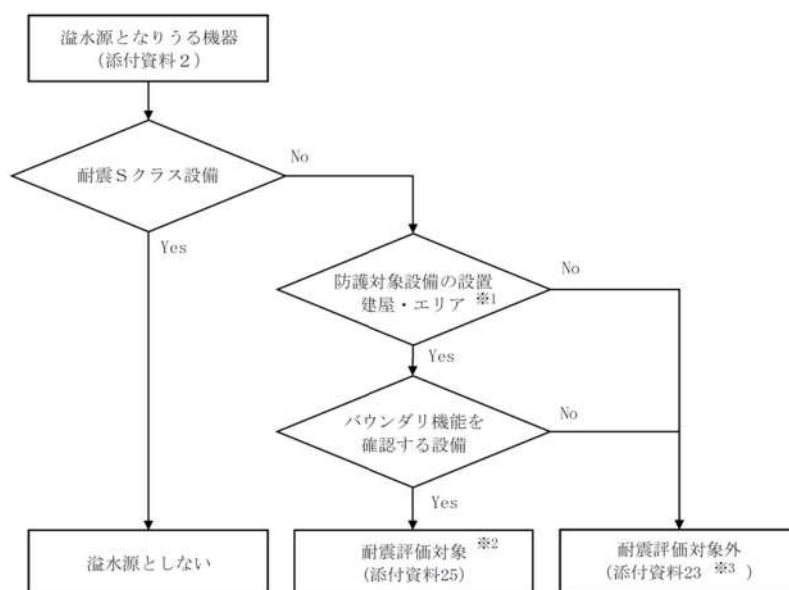 溢水源となりうる機器
（添付資料２）
耐震Ｓクラス設備
No
Yes
防護対象設備の設置
建屋・エリア ※1
No
Yes
バウンダリ機能を
確認する設備
No
Yes
溢水源としない
耐震評価対象 ※2
(添付資料25)
耐震評価対象外
(添付資料23 ※3 )